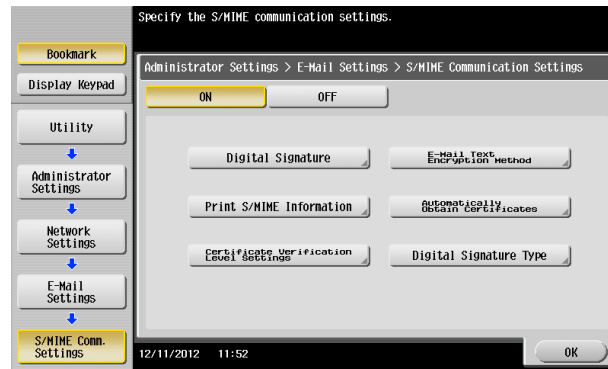 Specify the S/MIME communication settings.
Bookmark
Display Keypad
Utility
Administrator
Settings
Network
Settings
E-Mail
Settings
S/MIME Comm.
Settings
Administrator Settings > E-Mail Settings > S/MIME Communication Settings
ON OFF
Digital Signature
E-Mail Text
Encryption Method
Print S/MIME Information
Automatically
Obtain Certificates
Certificate Verification
Level Settings
Digital Signature Type
12/11/2012 11:52
OK